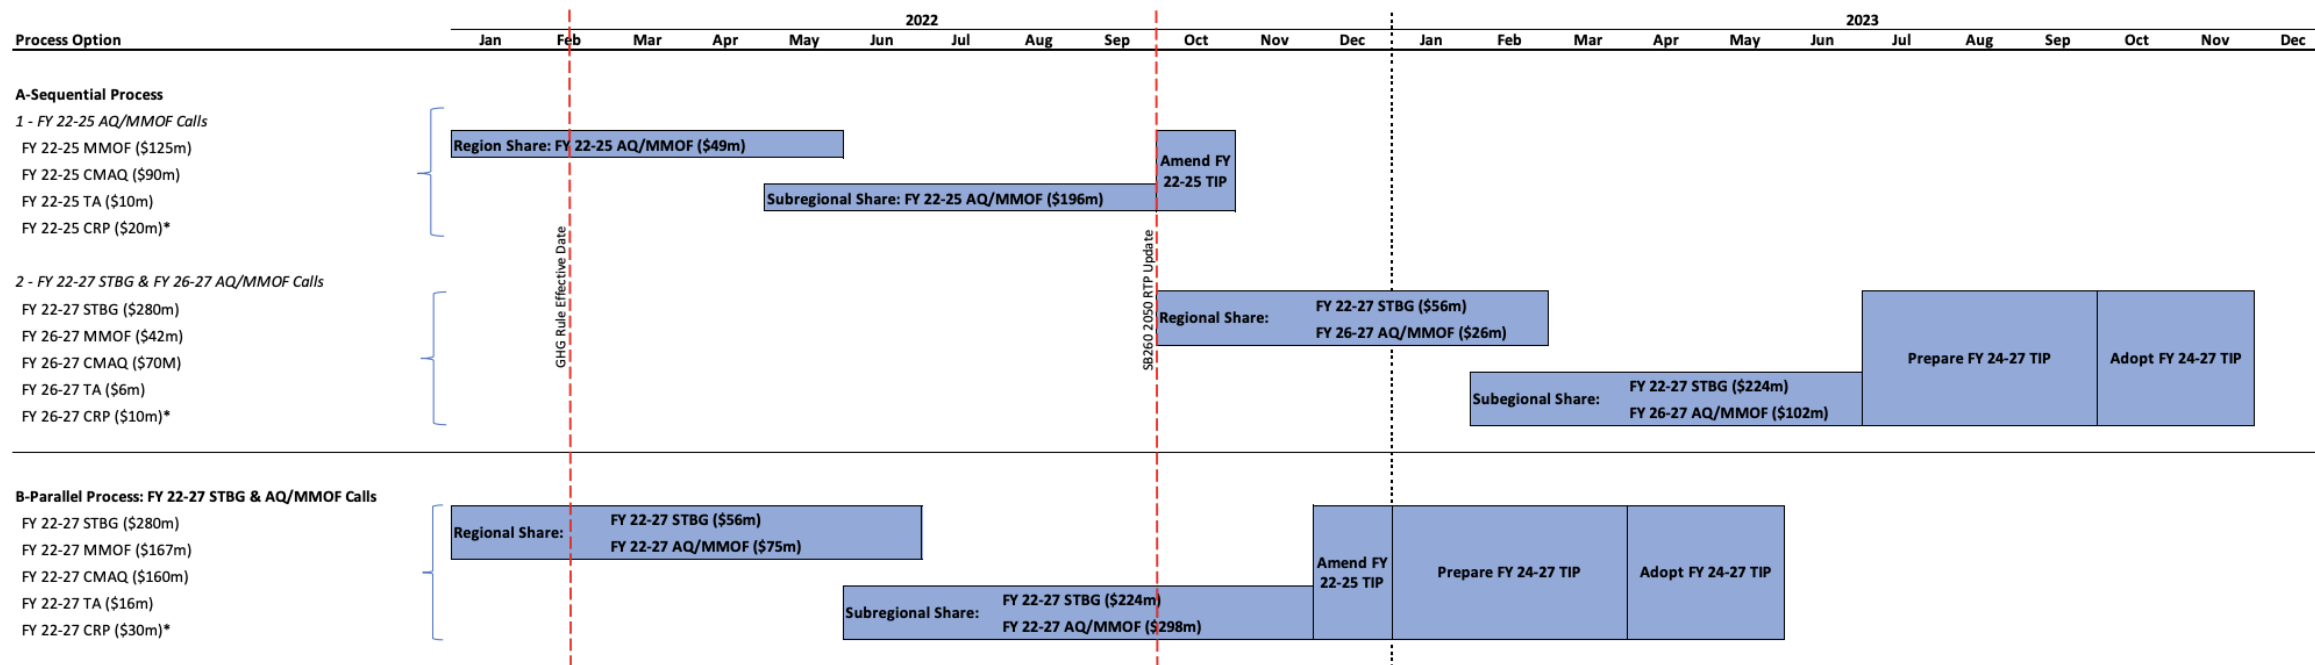 2022 2023
Process Option Jan Feb Mar Apr May Jun Jul Aug Sep Oct Nov Dec Jan Feb Mar Apr May Jun Jul Aug Sep Oct Nov Dec
A-Sequential Process
1 - FY 22-25 AQ/MMOF Calls
FY 22-25 MMOF ($125m)
FY 22-25 CMAQ ($90m)
FY 22-25 TA ($10m)
FY 22-25 CRP ($20m)*
Region Share: FY 22-25 AQ/MMOF ($49m)
Subregional Share: FY 22-25 AQ/MMOF ($196m)
Amend FY
22-25 TIP
GHG Rule Effective Date
SB260 2050 RTP Update
2 - FY 22-27 STBG & FY 26-27 AQ/MMOF Calls
FY 22-27 STBG ($280m)
FY 26-27 MMOF ($42m)
FY 26-27 CMAQ ($70M)
FY 26-27 TA ($6m)
FY 26-27 CRP ($10m)*
Regional Share:
FY 22-27 STBG ($56m)
FY 26-27 AQ/MMOF ($26m)
Subegional Share:
FY 22-27 STBG ($224m)
FY 26-27 AQ/MMOF ($102m)
Prepare FY 24-27 TIP
Adopt FY 24-27 TIP
B-Parallel Process: FY 22-27 STBG & AQ/MMOF Calls
FY 22-27 STBG ($280m)
FY 22-27 MMOF ($167m)
FY 22-27 CMAQ ($160m)
FY 22-27 TA ($16m)
FY 22-27 CRP ($30m)*
Regional Share:
FY 22-27 STBG ($56m)
FY 22-27 AQ/MMOF ($75m)
Subregional Share:
FY 22-27 STBG ($224m)
FY 22-27 AQ/MMOF ($298m)
Amend FY
22-25 TIP
Prepare FY 24-27 TIP
Adopt FY 24-27 TIP